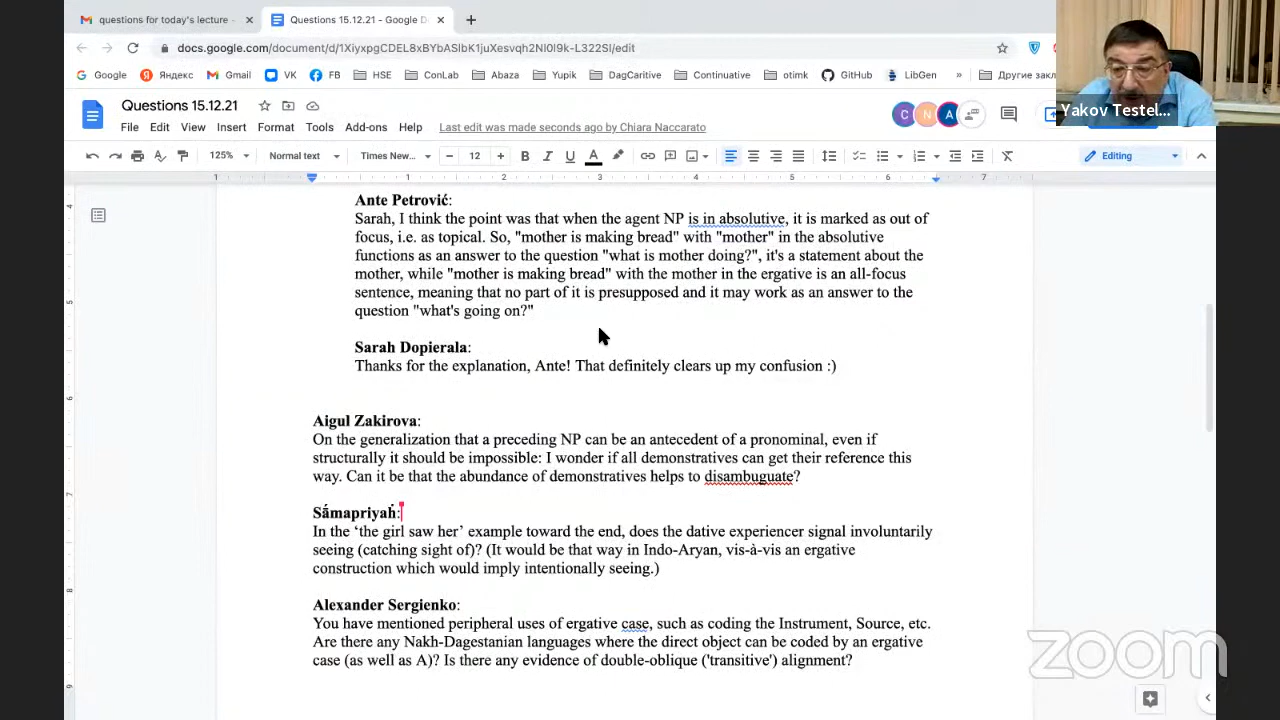 questions for today's lecture -
Questions 15.12.21 - Google D
docs.google.com/document/d/1XiyxpgCDEL8xBYbASlbK1juXesvqh2Nl0l9k-L322SI/edit
Google Яндекс Gmail VK FB HSE ConLab Abaza Yupik DagCaritive Continuative otimk GitHub LibGen » Другие закл
Yakov Testel...
Questions 15.12.21
File Edit View Insert Format Tools Add-ons Help Last edit was made seconds ago by Chiara Naccarato
C N A
125% Normal text Times New... 12 B I U A Editing
1 1 2 3 4 5 6 7
Ante Petrović:
Sarah, I think the point was that when the agent NP is in absolutive, it is marked as out of
focus, i.e. as topical. So, "mother is making bread" with "mother" in the absolutive
functions as an answer to the question "what is mother doing?", it's a statement about the
mother, while "mother is making bread" with the mother in the ergative is an all-focus
sentence, meaning that no part of it is presupposed and it may work as an answer to the
question "what's going on?"
Sarah Dopierala:
Thanks for the explanation, Ante! That definitely clears up my confusion :)
Aigul Zakirova:
On the generalization that a preceding NP can be an antecedent of a pronominal, even if
structurally it should be impossible: I wonder if all demonstratives can get their reference this
way. Can it be that the abundance of demonstratives helps to disambuguate?
Sā́mapriyaḣ:
In the ‘the girl saw her’ example toward the end, does the dative experiencer signal involuntarily
seeing (catching sight of)? (It would be that way in Indo-Aryan, vis-à-vis an ergative
construction which would imply intentionally seeing.)
Alexander Sergienko:
You have mentioned peripheral uses of ergative case, such as coding the Instrument, Source, etc.
Are there any Nakh-Dagestanian languages where the direct object can be coded by an ergative
case (as well as A)? Is there any evidence of double-oblique ('transitive') alignment?
zoom